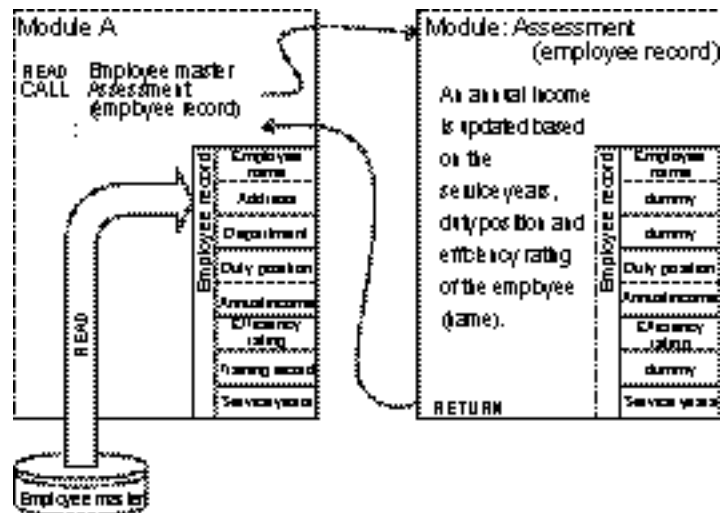 Module A
READ Employee master
CALL Assessment
(employee record)
:
Employee record
Employee
name
Address
Department
Duty position
Annual income
Efficiency
rating
Training record
Service years
READ
Employee master
Module: Assessment
(employee record)
An annual income
is updated based
on the
service years,
duty position and
efficiency rating
of the employee
(name).
RETURN
Employee record
Employee
name
dummy
dummy
Duty position
Annual income
Efficiency
rating
dummy
Service years